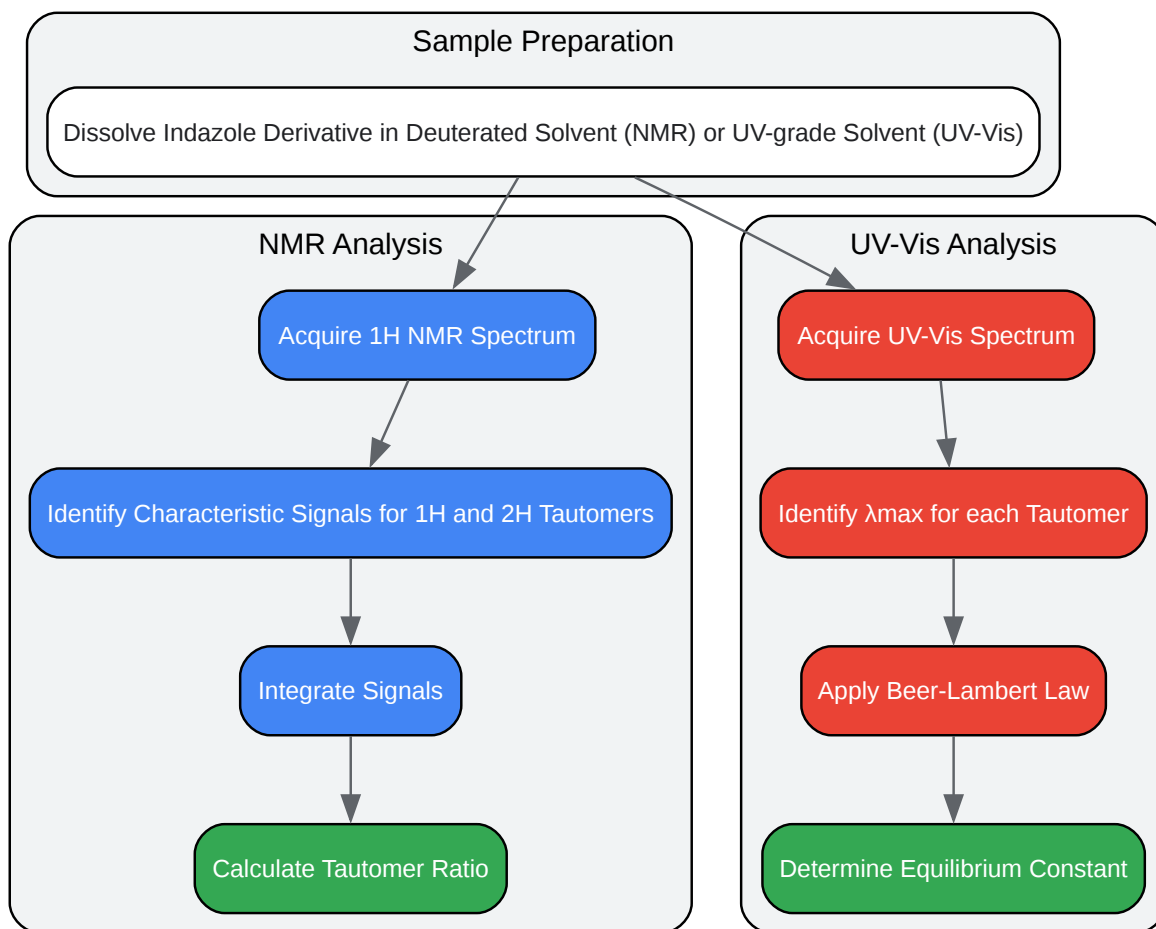 Sample Preparation
Dissolve Indazole Derivative in Deuterated Solvent (NMR) or UV-grade Solvent (UV-Vis)
NMR Analysis
Acquire 1H NMR Spectrum
Identify Characteristic Signals for 1H and 2H Tautomers
Integrate Signals
Calculate Tautomer Ratio
UV-Vis Analysis
Acquire UV-Vis Spectrum
Identify λmax for each Tautomer
Apply Beer-Lambert Law
Determine Equilibrium Constant